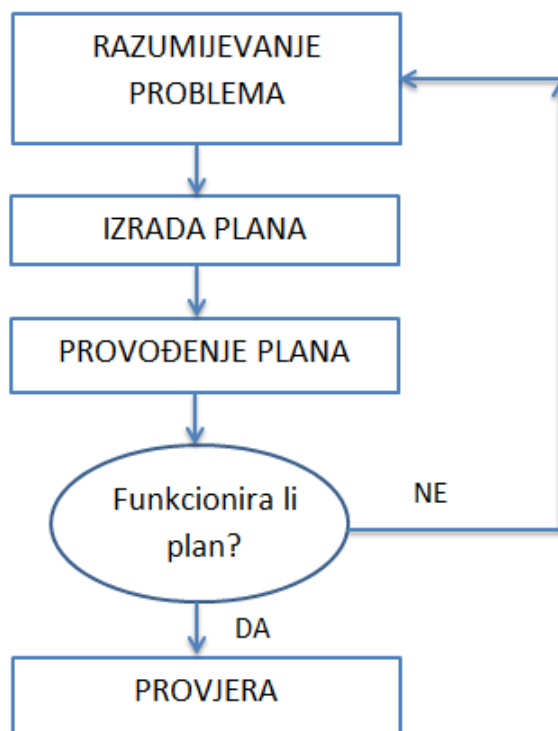 RAZUMIJEVANJE
PROBLEMA
IZRADA PLANA
PROVOĐENJE PLANA
Funkcionira li
plan?
NE
DA
PROVJERA